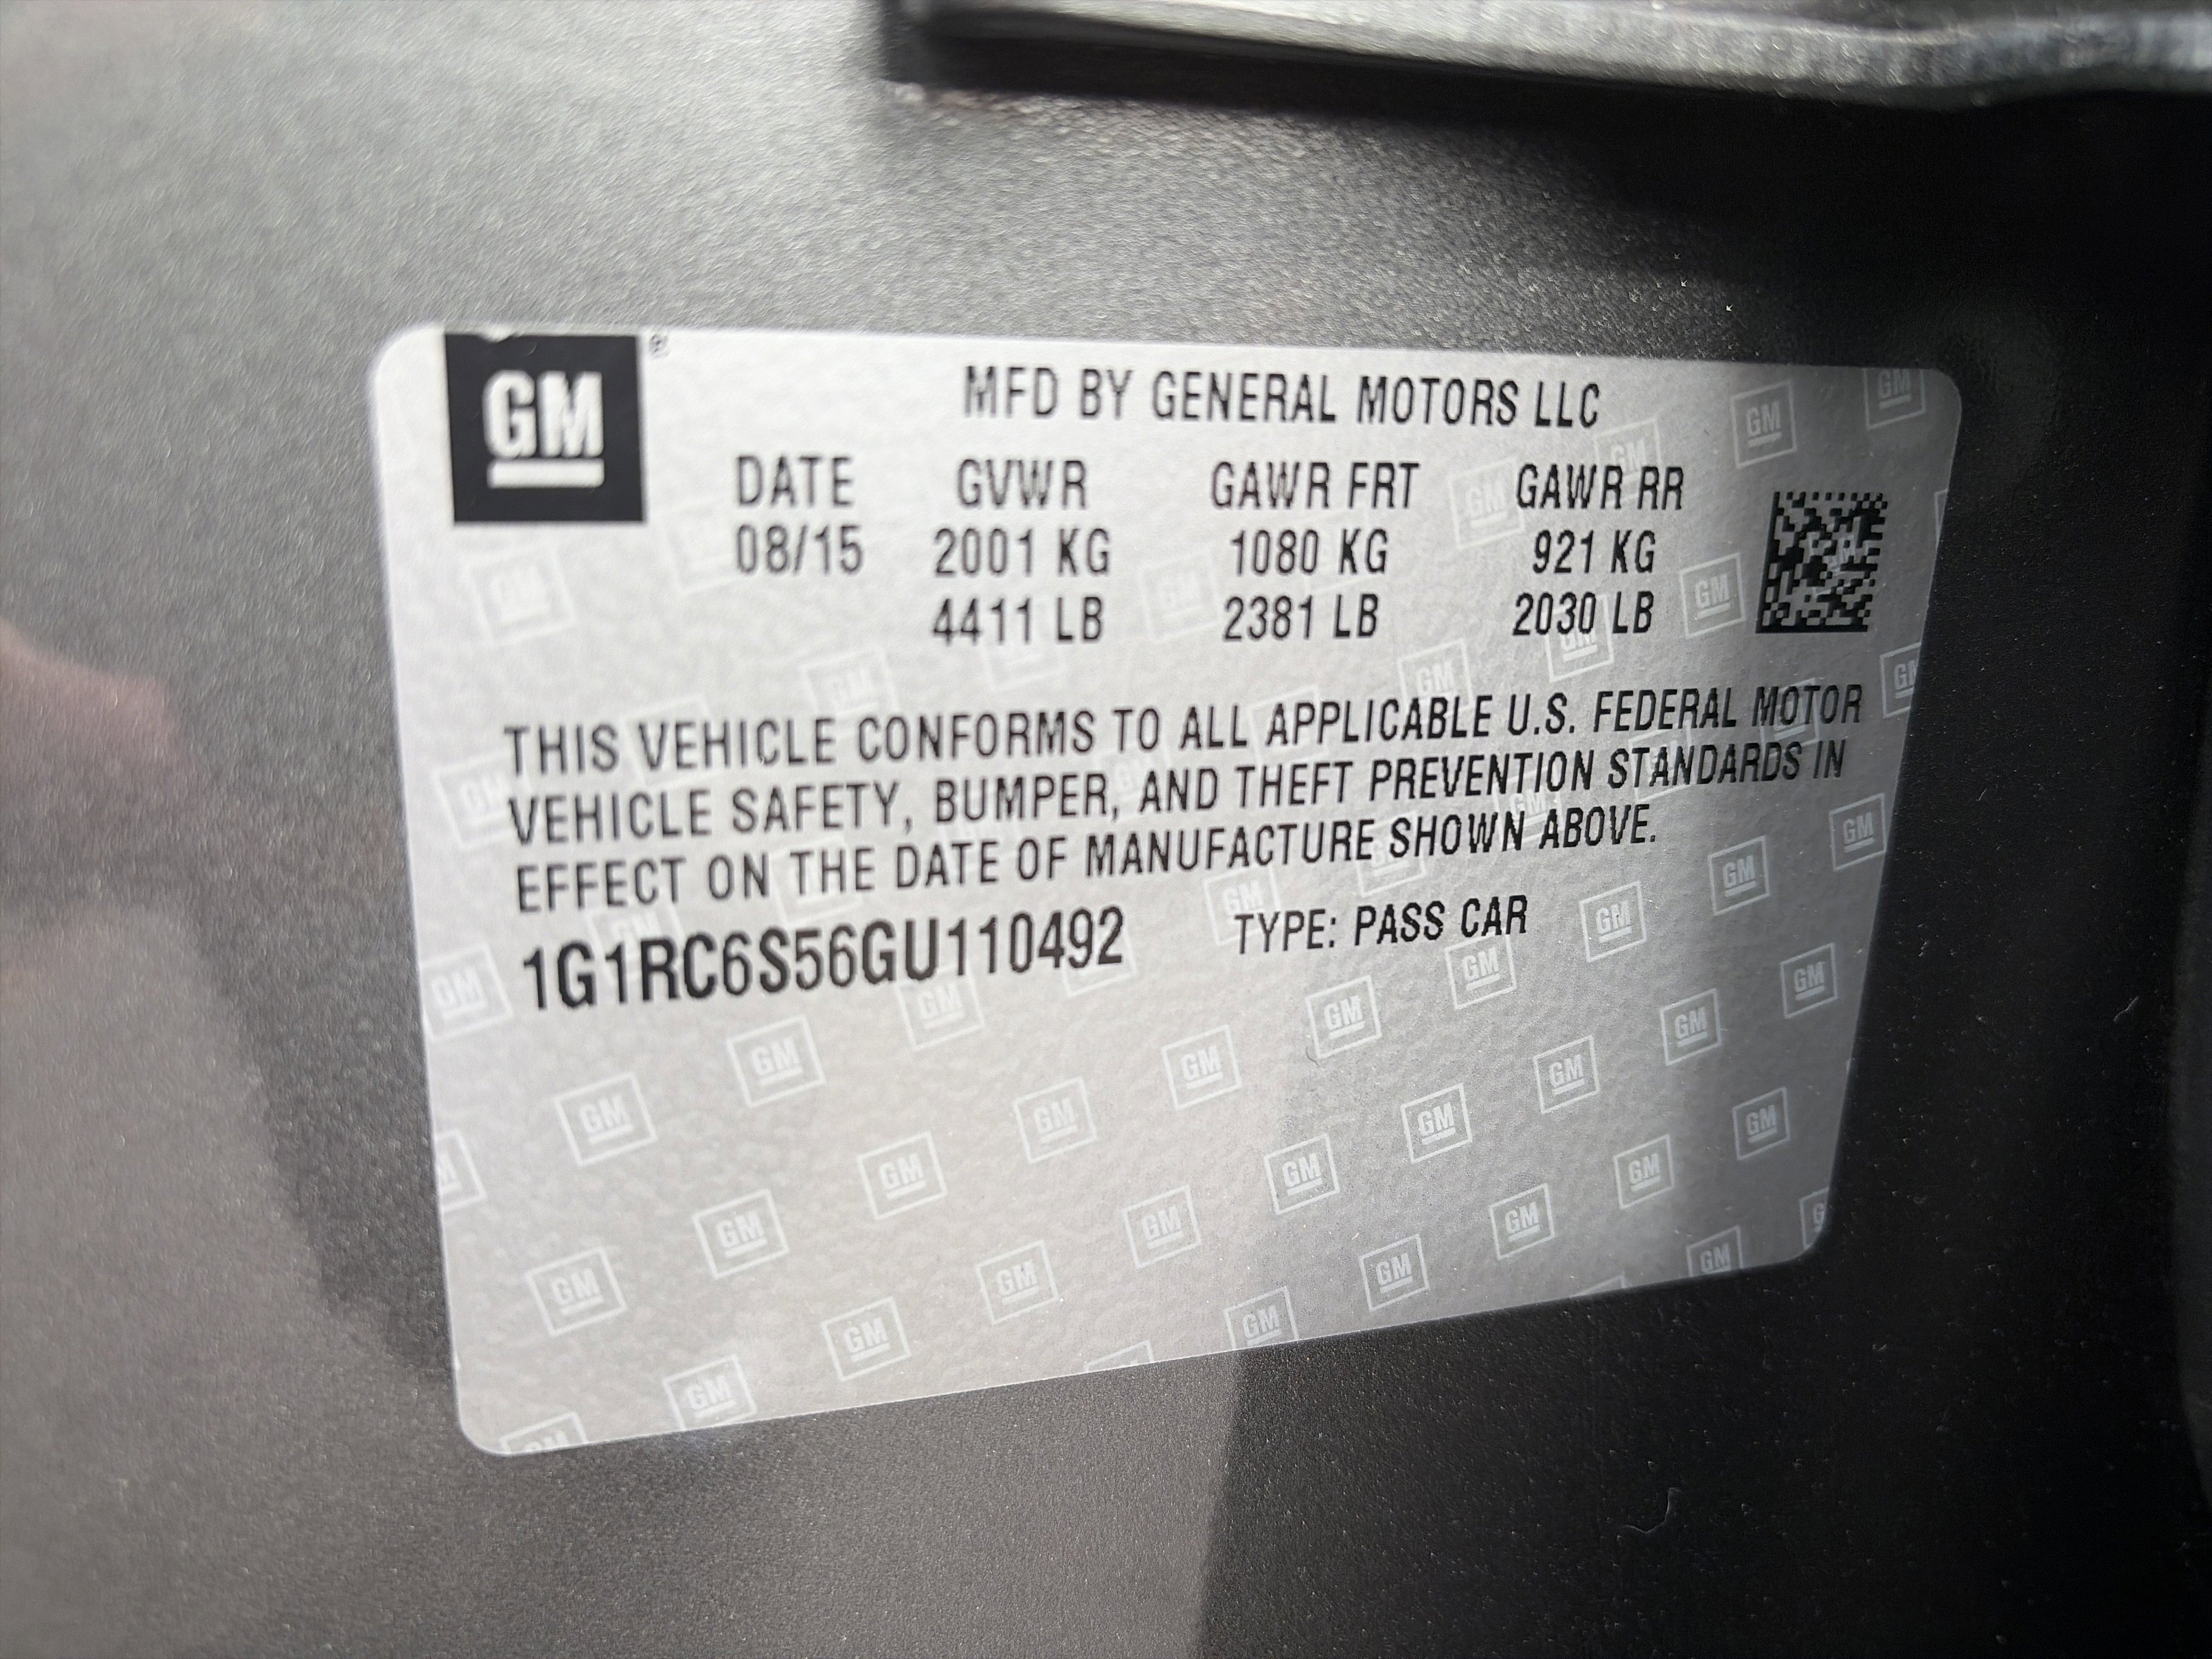 GM
MFD BY GENERAL MOTORS LLC
DATE GVWR GAWR FRT GAWR RR
08/15 2001 KG 1080 KG 921 KG
4411 LB 2381 LB 2030 LB
THIS VEHICLE CONFORMS TO ALL APPLICABLE U.S. FEDERAL MOTOR
VEHICLE SAFETY, BUMPER, AND THEFT PREVENTION STANDARDS IN
EFFECT ON THE DATE OF MANUFACTURE SHOWN ABOVE.
1G1RC6S56GU110492 TYPE: PASS CAR